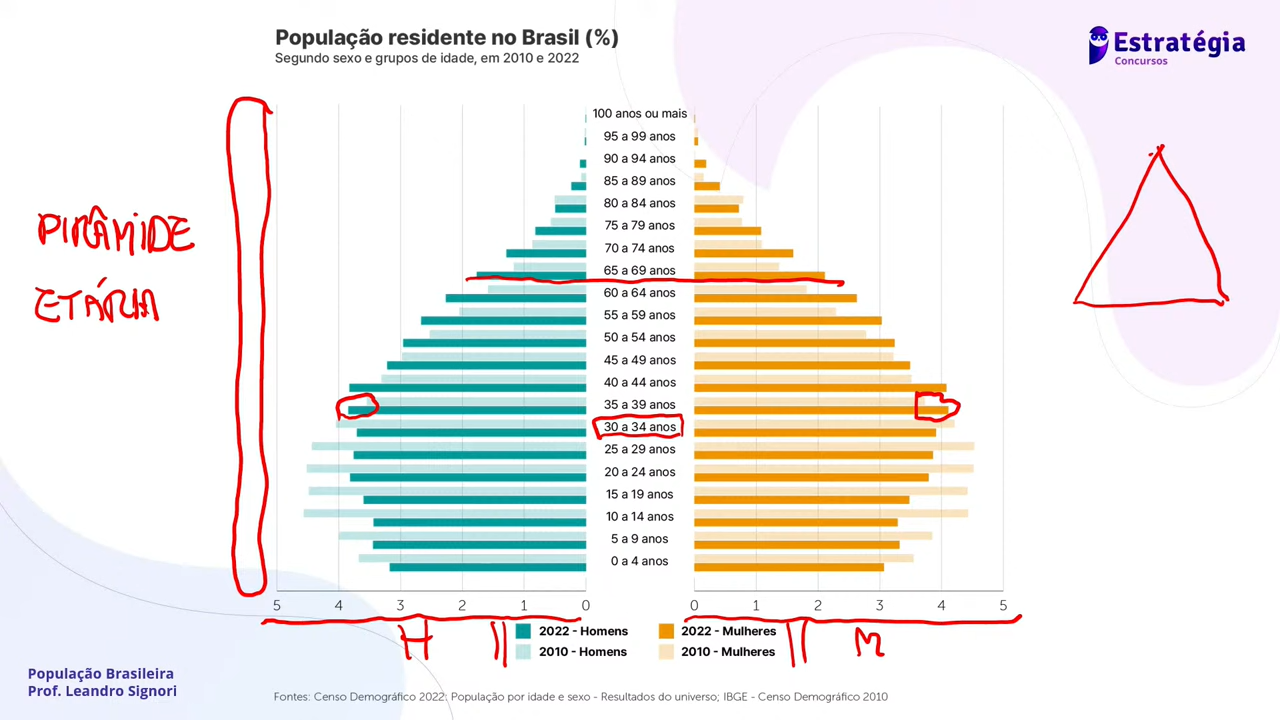 População residente no Brasil (%)
Segundo sexo e grupos de idade, em 2010 e 2022
Estratégia
Concursos
PIRÂMIDE
ETÁRIA
100 anos ou mais
95 a 99 anos
90 a 94 anos
85 a 89 anos
80 a 84 anos
75 a 79 anos
70 a 74 anos
65 a 69 anos
60 a 64 anos
55 a 59 anos
50 a 54 anos
45 a 49 anos
40 a 44 anos
35 a 39 anos
30 a 34 anos
25 a 29 anos
20 a 24 anos
15 a 19 anos
10 a 14 anos
5 a 9 anos
0 a 4 anos
5 4 3 2 1 0 0 1 2 3 4 5
H M
2022 - Homens 2022 - Mulheres
2010 - Homens 2010 - Mulheres
População Brasileira
Prof. Leandro Signori
Fontes: Censo Demográfico 2022: População por idade e sexo - Resultados do universo; IBGE - Censo Demográfico 2010